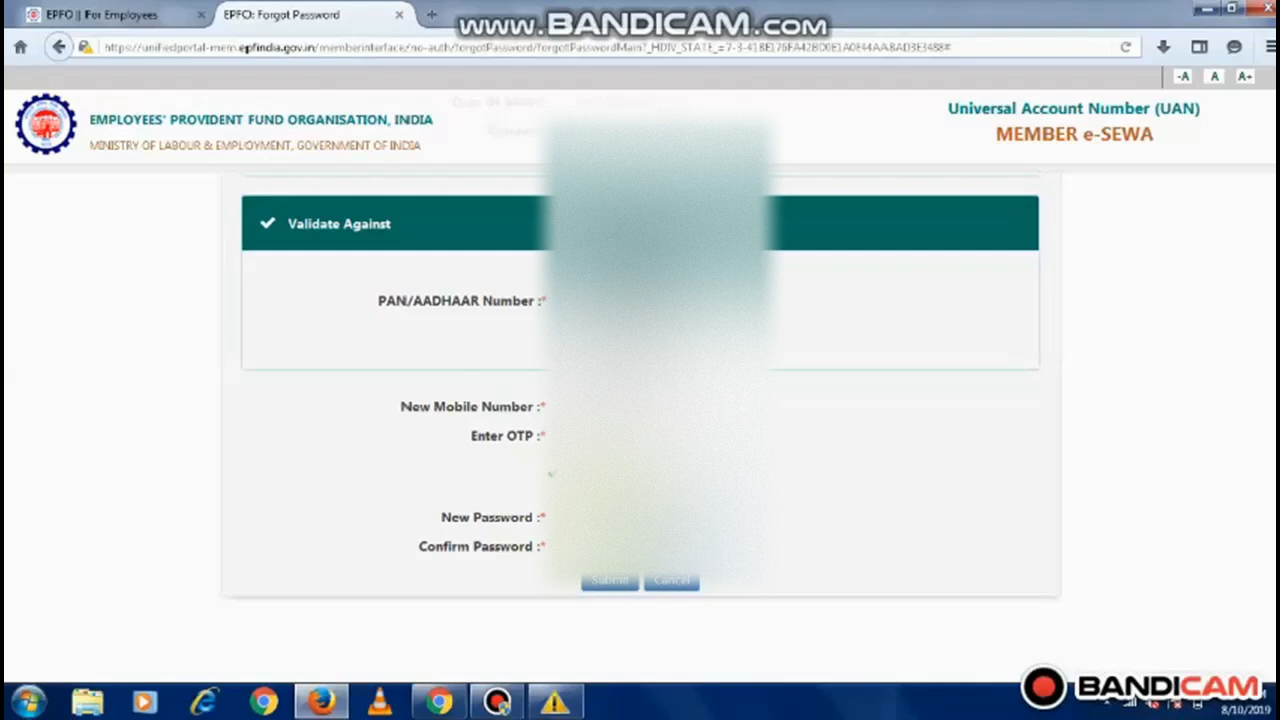 WWW.BANDICAM.COM
EPFO || For Employees
EPFO: Forgot Password
-A A A+
EMPLOYEES' PROVIDENT FUND ORGANISATION, INDIA
MINISTRY OF LABOUR & EMPLOYMENT, GOVERNMENT OF INDIA
Universal Account Number (UAN)
MEMBER e-SEWA
Validate Against
PAN/AADHAAR Number :*
New Mobile Number :*
Enter OTP :*
New Password :*
Confirm Password :*
Submit Cancel
BANDICAM
8/10/2019